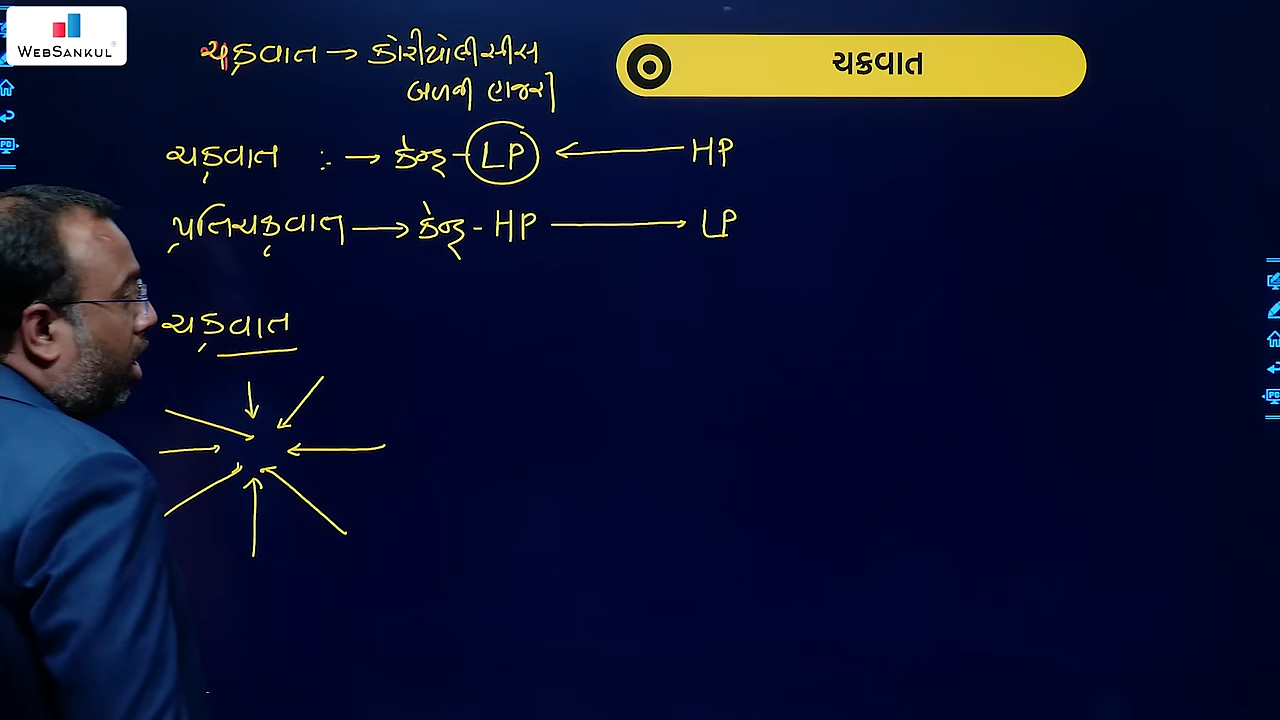 WEBSANKUL
ચક્રવાત
ચક્રવાત → કોરીયોલીસીસ
બળની હાજરી
ચક્રવાત :→ કેન્દ્ર - LP ← HP
પ્રતિચક્રવાત → કેન્દ્ર - HP → LP
ચક્રવાત